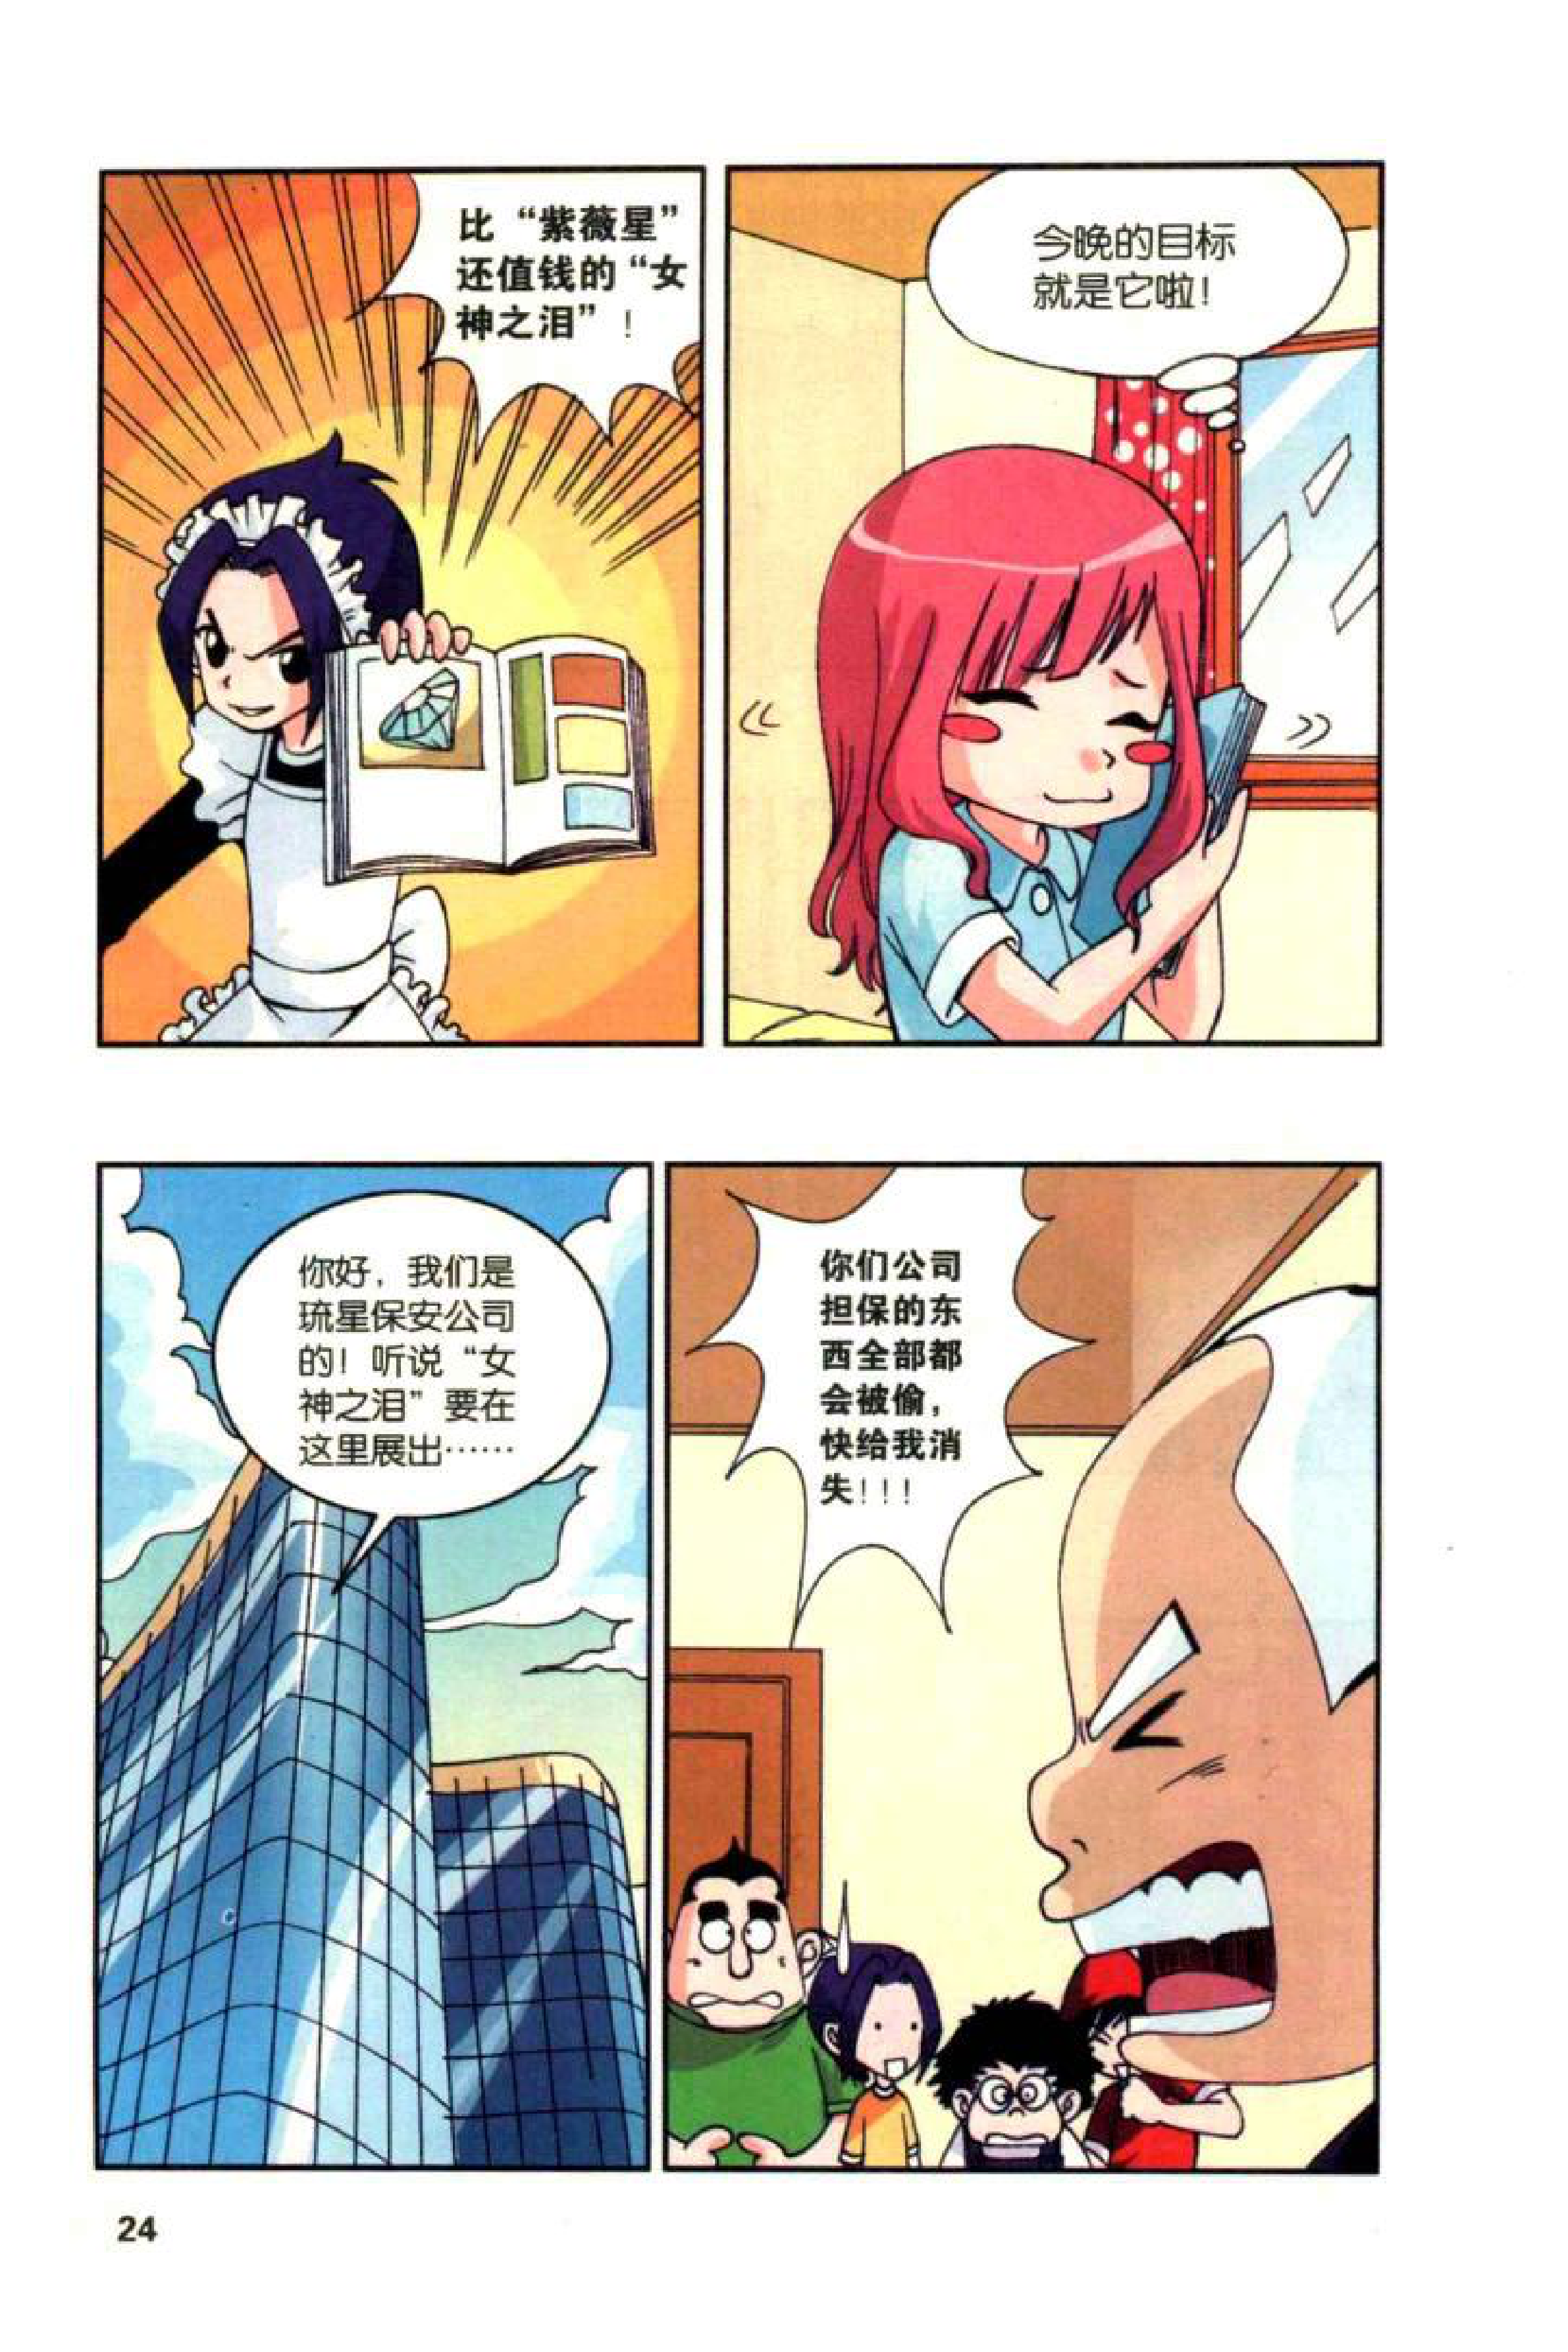 比“紫薇星”
还值钱的“女
神之泪”！
今晚的目标
就是它啦！
你好，我们是
琉星保安公司
的！听说“女
神之泪”要在
这里展出……
你们公司
担保的东
西全部都
会被偷，
快给我消
失！！！
24